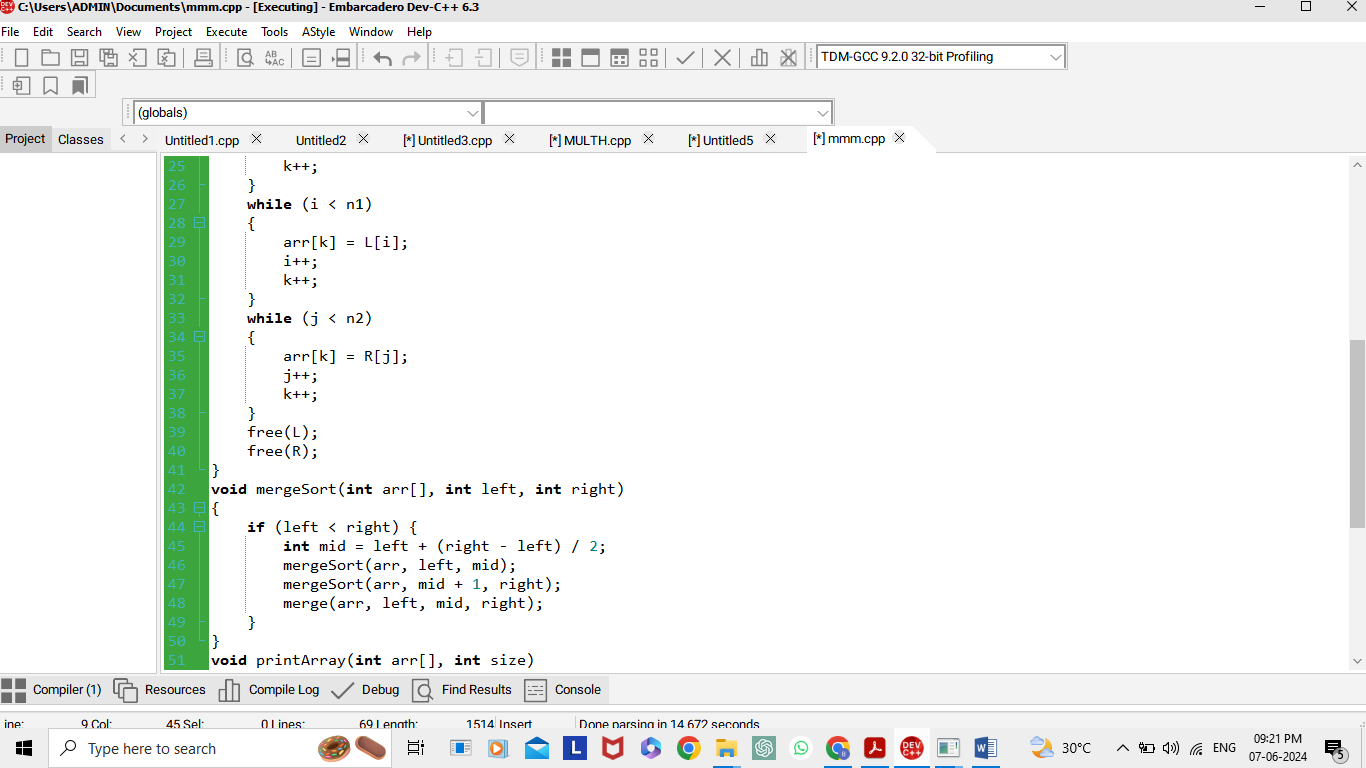 C:\Users\ADMIN\Documents\mmm.cpp - [Executing] - Embarcadero Dev-C++ 6.3
File Edit Search View Project Execute Tools AStyle Window Help
TDM-GCC 9.2.0 32-bit Profiling
(globals)
Project Classes Untitled1.cpp Untitled2 [*] Untitled3.cpp [*] MULTH.cpp [*] Untitled5 [*] mmm.cpp
25 k++;
26 }
27 while (i < n1)
28 {
29 arr[k] = L[i];
30 i++;
31 k++;
32 }
33 while (j < n2)
34 {
35 arr[k] = R[j];
36 j++;
37 k++;
38 }
39 free(L);
40 free(R);
41 }
42 void mergeSort(int arr[], int left, int right)
43 {
44 if (left < right) {
45 int mid = left + (right - left) / 2;
46 mergeSort(arr, left, mid);
47 mergeSort(arr, mid + 1, right);
48 merge(arr, left, mid, right);
49 }
50 }
51 void printArray(int arr[], int size)
Compiler (1) Resources Compile Log Debug Find Results Console
ine: 9 Col: 45 Sel: 0 Lines: 69 Length: 1514 Insert Done parsing in 14.672 seconds
Type here to search
30°C
ENG
09:21 PM
07-06-2024
5